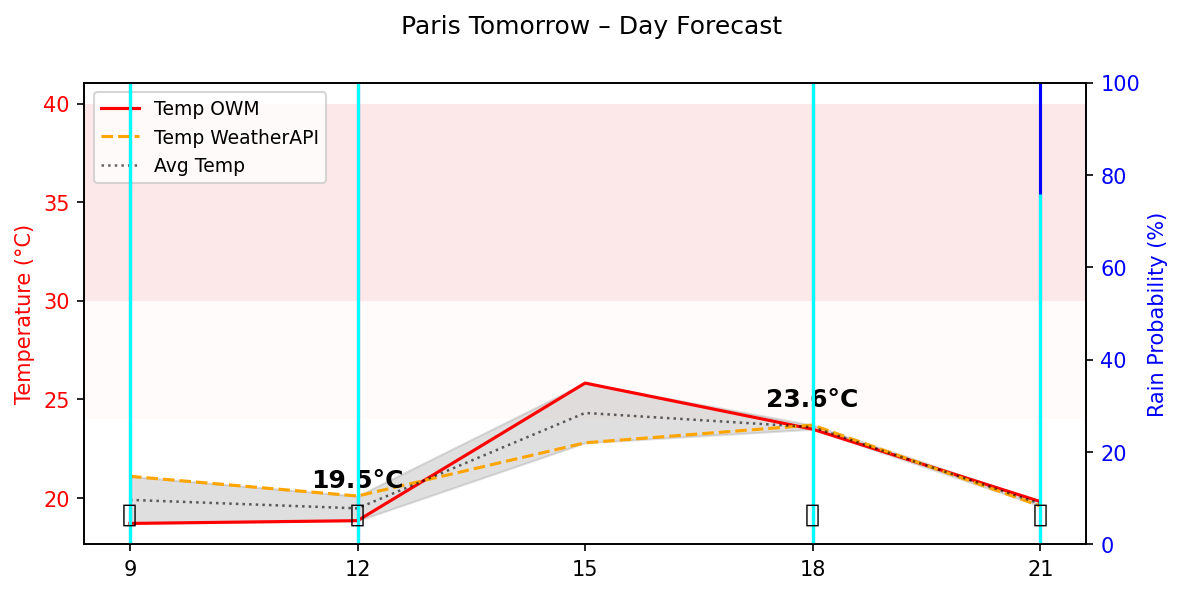 Paris Tomorrow – Day Forecast
Temp OWM
Temp WeatherAPI
Avg Temp
Temperature (°C)
40
35
30
25
20
100
80
60
40
20
0
Rain Probability (%)
19.5°C
23.6°C
9
12
15
18
21